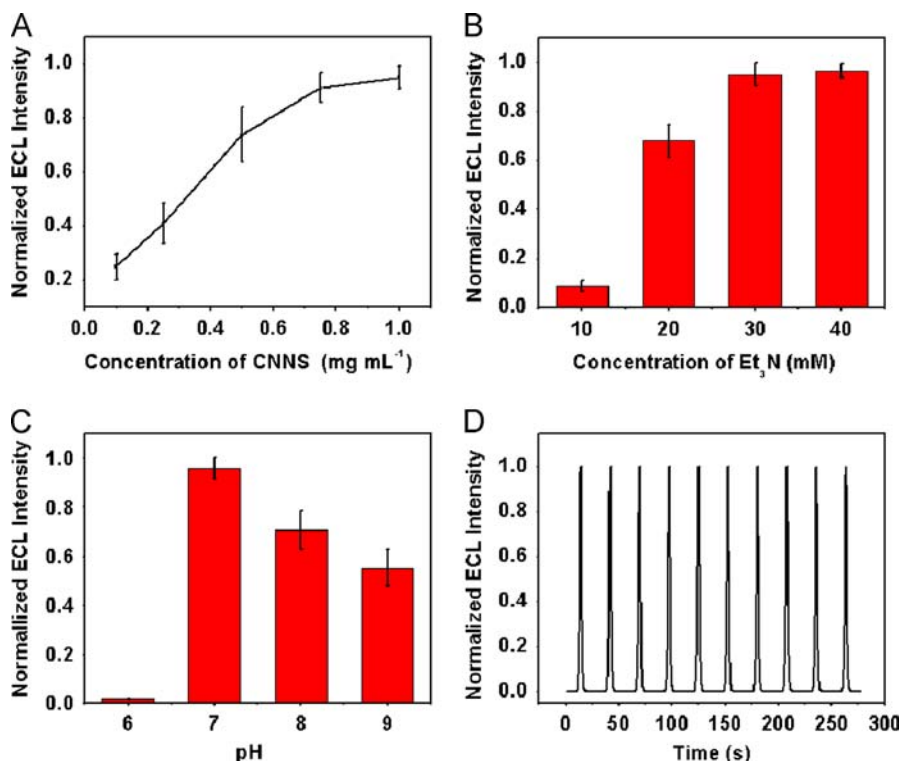 A
Normalized ECL Intensity
1.0
0.8
0.6
0.4
0.2
0.0 0.2 0.4 0.6 0.8 1.0
Concentration of CNNS (mg mL⁻¹)
B
Normalized ECL Intensity
1.0
0.8
0.6
0.4
0.2
0.0
10 20 30 40
Concentration of Et₃N (mM)
C
Normallized ECL Intensity
1.0
0.8
0.6
0.4
0.2
0.0
6 7 8 9
pH
D
Normalized ECL Intensity
1.0
0.8
0.6
0.4
0.2
0.0
0 50 100 150 200 250 300
Time (s)